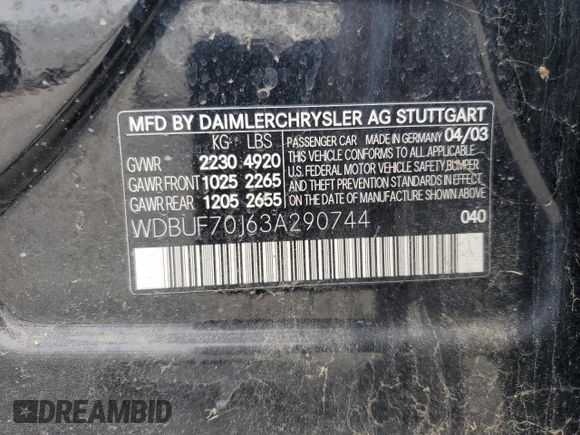 MFD BY DAIMLERCHRYSLER AG STUTTGART
KG LBS
GVWR 2230 4920
GAWR FRONT 1025 2265
GAWR REAR 1205 2655
PASSENGER CAR MADE IN GERMANY 04/03
THIS VEHICLE CONFORMS TO ALL APPLICABLE
U.S. FEDERAL MOTOR VEHICLE SAFETY, BUMPER
AND THEFT PREVENTION STANDARDS IN EFFECT
ON THE DATE OF MANUFACTURE SHOWN ABOVE.
WDBUF70J63A290744 040
DREAMBID